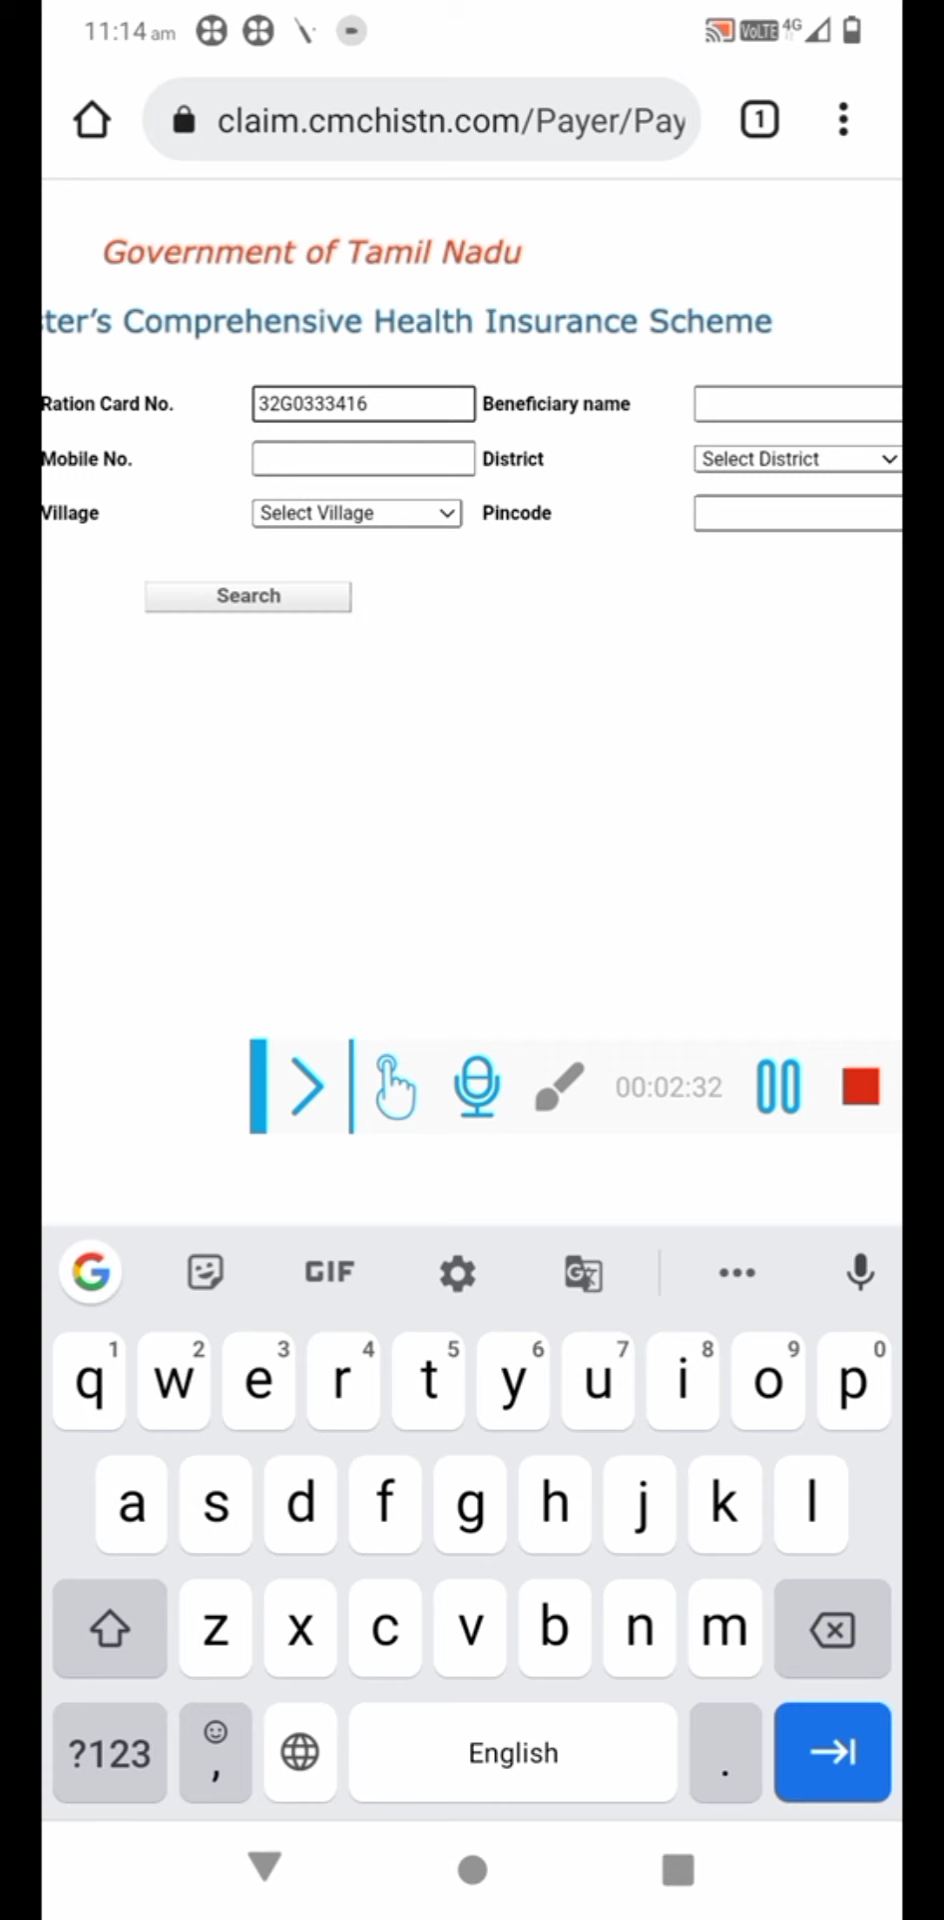 11:14 am VoLTE 4G
claim.cmchistn.com/Payer/Pay 1
Government of Tamil Nadu
ster's Comprehensive Health Insurance Scheme
Ration Card No. 32G0333416 Beneficiary name
Mobile No. District Select District
Village Select Village Pincode
Search
00:02:32
G GIF G
q 1 w 2 e 3 r 4 t 5 y 6 u 7 i 8 o 9 p 0
a s d f g h j k l
z x c v b n m
?123 , English .